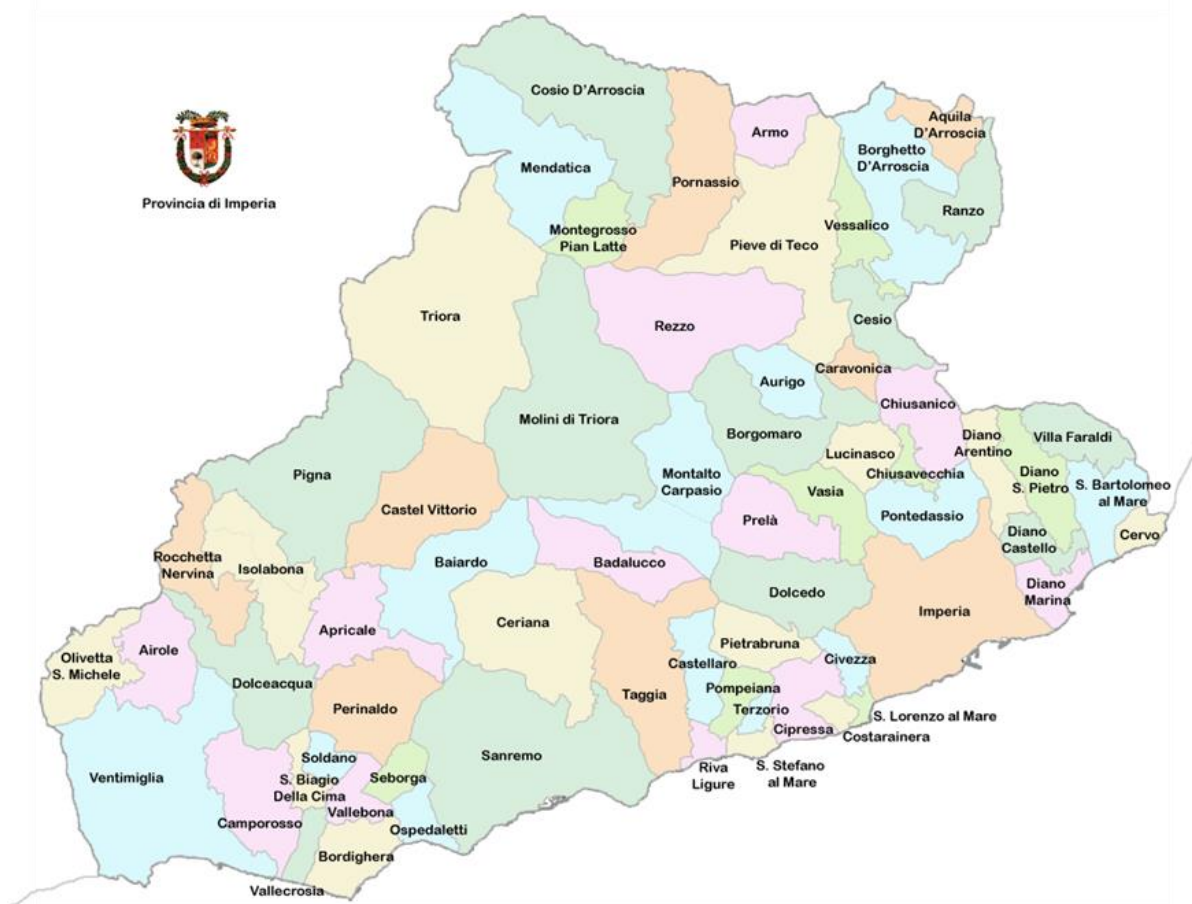 Provincia di Imperia
Cosio D'Arroscia
Armo
Aquila
D'Arroscia
Borghetto
D'Arroscia
Mendatica
Pornassio
Ranzo
Vessalico
Montegrosso
Pian Latte
Pieve di Teco
Triora
Rezzo
Cesio
Caravonica
Aurigo
Chiusanico
Molini di Triora
Borgomaro
Diano
Arentino
Villa Faraldi
Lucinasco
Chiusavecchia
Pigna
Montalto
Carpasio
Vasia
Diano
S. Pietro
S. Bartolomeo
al Mare
Castel Vittorio
Prelà
Pontedassio
Diano
Castello
Cervo
Rocchetta
Nervina
Isolabona
Baiardo
Badalucco
Diano
Marina
Dolcedo
Imperia
Apricale
Ceriana
Airole
Pietrabruna
Olivetta
S. Michele
Castellaro
Civezza
Dolceacqua
Taggia
Pompeiana
Perinaldo
Terzorio
S. Lorenzo al Mare
Cipressa
Costarainera
Soldano
Sanremo
Ventimiglia
S. Biagio
Della Cima
Seborga
Riva
Ligure
S. Stefano
al Mare
Vallebona
Camporosso
Ospedaletti
Bordighera
Vallecrosia